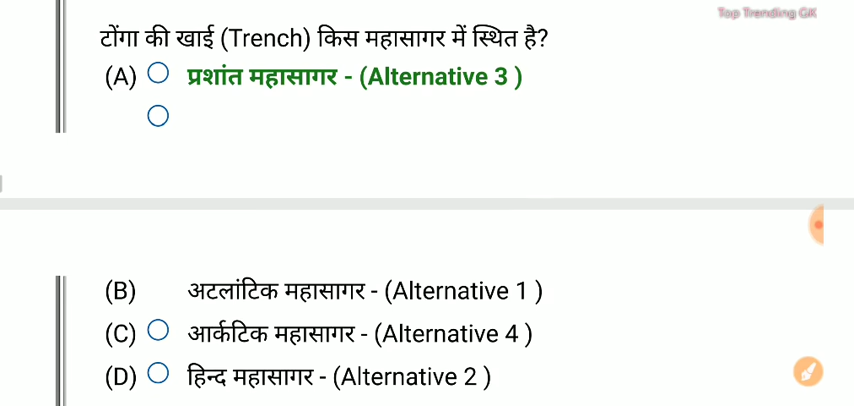 Top Trending GK
टोंगा की खाई (Trench) किस महासागर में स्थित है?
(A) प्रशांत महासागर - (Alternative 3 )
(B) अटलांटिक महासागर - (Alternative 1 )
(C) आर्कटिक महासागर - (Alternative 4 )
(D) हिन्द महासागर - (Alternative 2 )